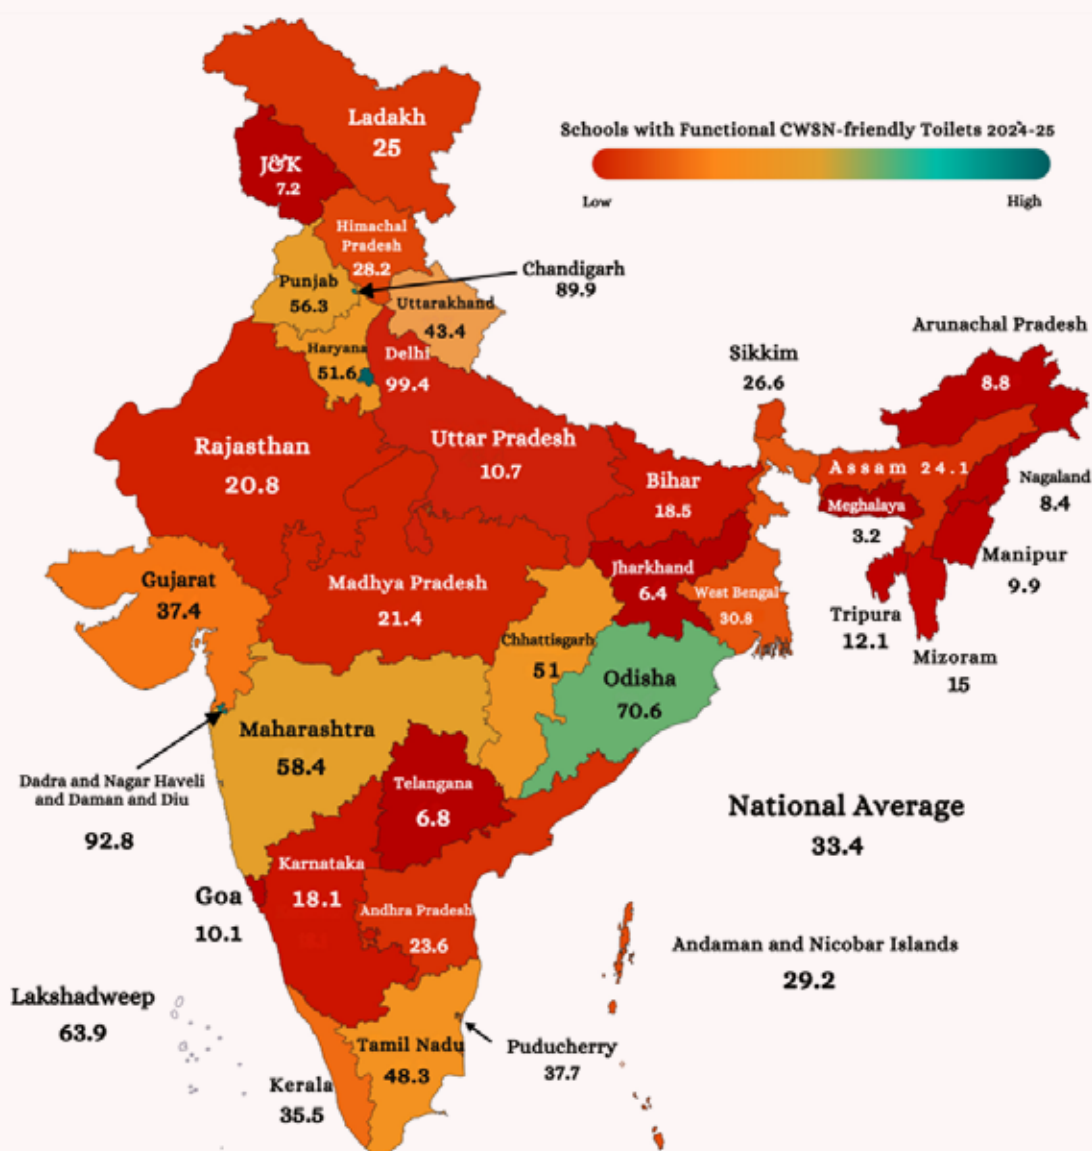 Ladakh
25
Schools with Functional CWSN-friendly Toilets 2024-25
Low
High
J&K
7.2
Himachal
Pradesh
28.2
Chandigarh
89.9
Punjab
56.3
Uttarakhand
43.4
Haryana
51.6
Delhi
99.4
Arunachal Pradesh
8.8
Sikkim
26.6
Rajasthan
20.8
Uttar Pradesh
10.7
Bihar
18.5
Assam 24.1
Nagaland
8.4
Meghalaya
3.2
Manipur
9.9
Tripura
12.1
Mizoram
15
Gujarat
37.4
Madhya Pradesh
21.4
Jharkhand
6.4
West Bengal
30.8
Chhattisgarh
51
Odisha
70.6
Maharashtra
58.4
Dadra and Nagar Haveli
and Daman and Diu
92.8
Telangana
6.8
National Average
33.4
Karnataka
18.1
Goa
10.1
Andhra Pradesh
23.6
Andaman and Nicobar Islands
29.2
Lakshadweep
63.9
Tamil Nadu
48.3
Puducherry
37.7
Kerala
35.5